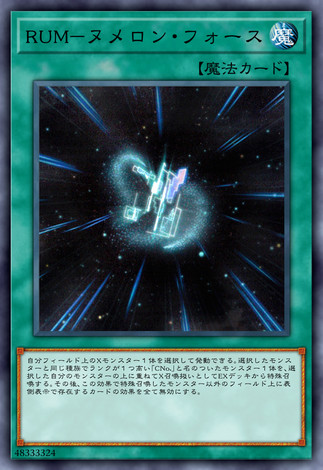 RUM－ヌメロン・フォース
魔
【魔法カード】
自分フィールド上のXモンスター１体を選択して発動できる。選択したモンス
ターと同じ種族でランクが１つ高い「CNo.」と名のついたモンスター１体を、選
択した自分のモンスターの上に重ねてX召喚扱いとしてEXデッキから特殊召
喚する。その後、この効果で特殊召喚したモンスター以外のフィールド上に表
側表示で存在するカードの効果を全て無効にする。
48333324